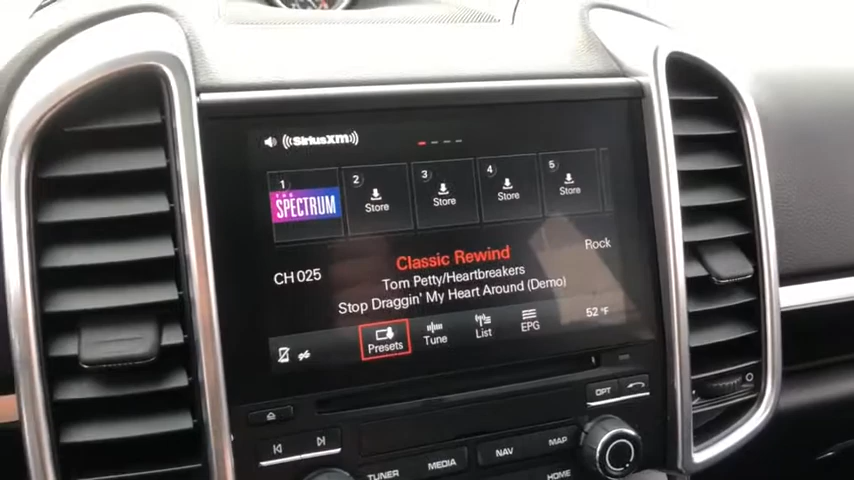 ((SiriusXM))
1 2 3 4 5
THE SPECTRUM
Store Store Store Store
Classic Rewind
CH 025 Rock
Tom Petty/Heartbreakers
Stop Draggin' My Heart Around (Demo)
Presets Tune List EPG 52 °F
OPT
TUNER MEDIA NAV MAP
HOME